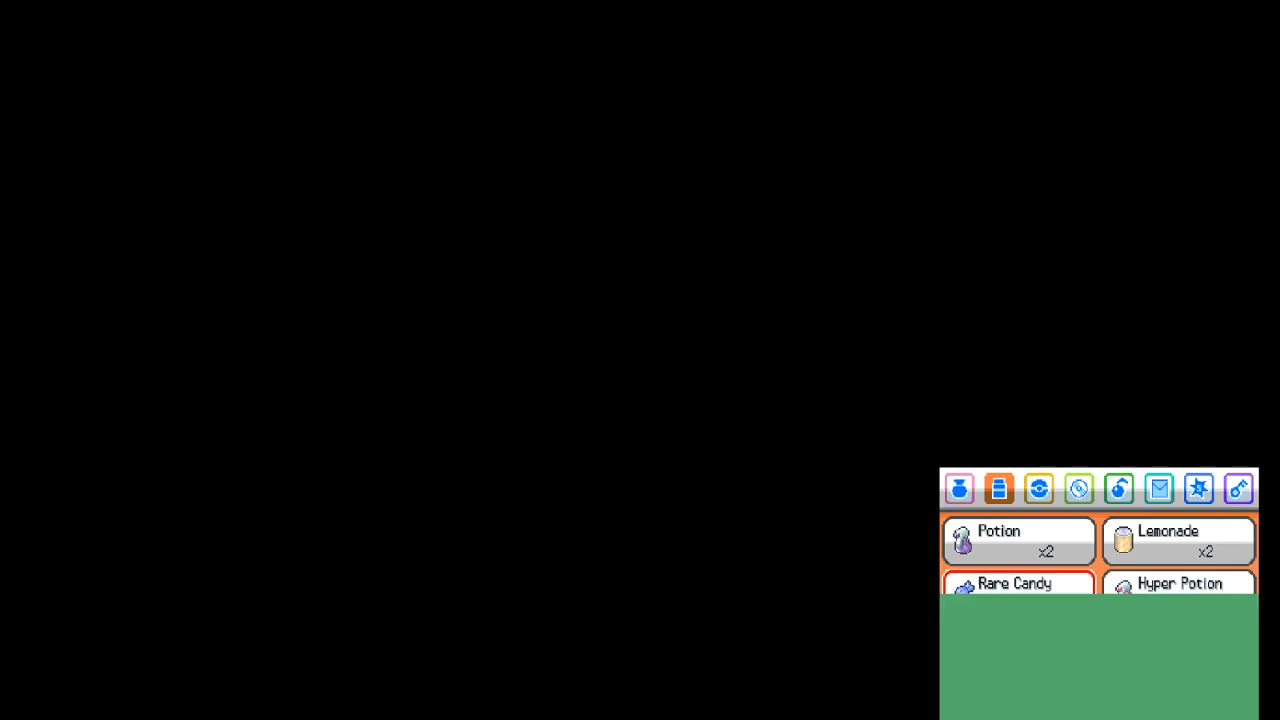 Potion
x2
Lemonade
x2
Rare Candy
Hyper Potion